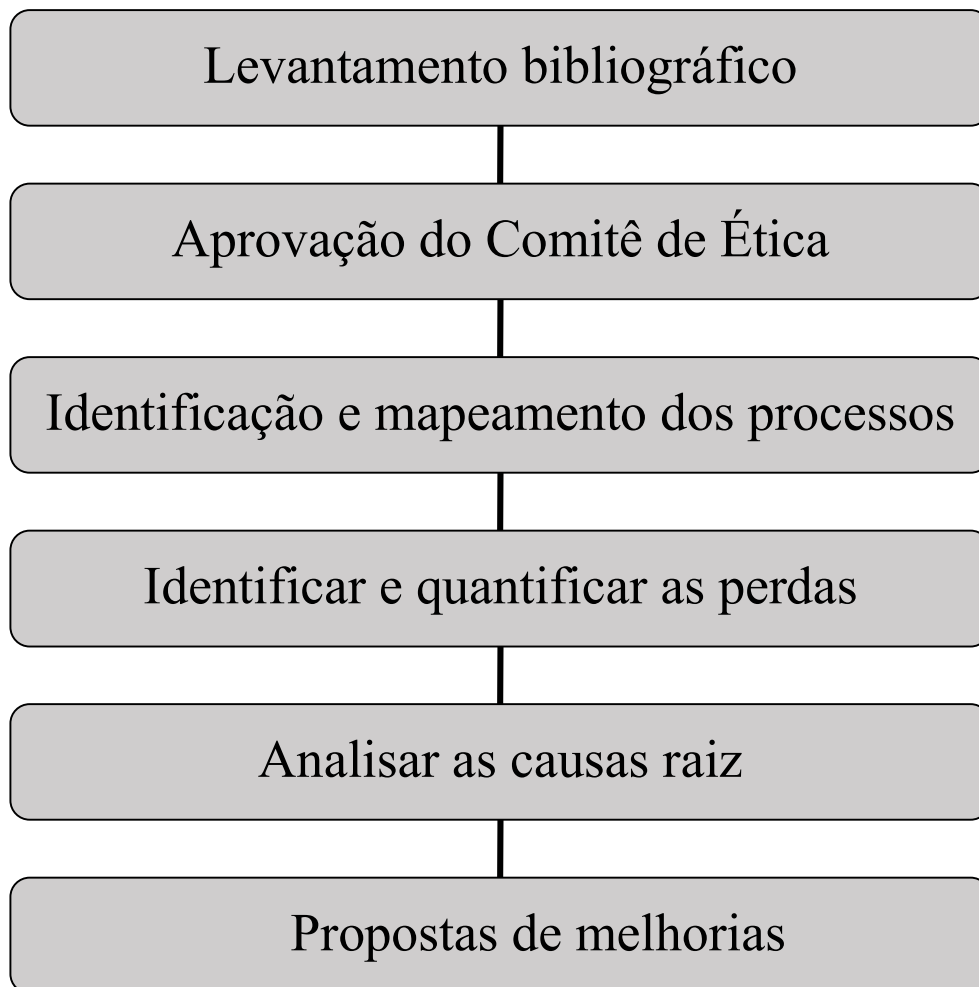 Levantamento bibliográfico
Aprovação do Comitê de Ética
Identificação e mapeamento dos processos
Identificar e quantificar as perdas
Analisar as causas raiz
Propostas de melhorias